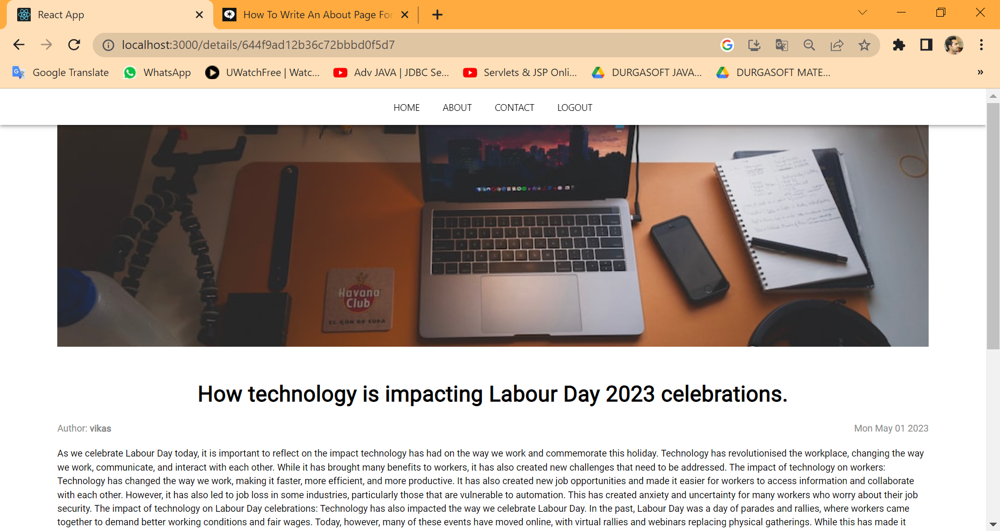 React App
How To Write An About Page For
localhost:3000/details/644f9ad12b36c72bbbd0f5d7
Google Translate
WhatsApp
UWatchFree | Watc...
Adv JAVA | JDBC Se...
Servlets & JSP Onli...
DURGASOFT JAVA...
DURGASOFT MATE...
»
HOME
ABOUT
CONTACT
LOGOUT
Havana
Club
EL RON DE CUBA
How technology is impacting Labour Day 2023 celebrations.
Author: vikas
Mon May 01 2023
As we celebrate Labour Day today, it is important to reflect on the impact technology has had on the way we work and commemorate this holiday. Technology has revolutionised the workplace, changing the way
we work, communicate, and interact with each other. While it has brought many benefits to workers, it has also created new challenges that need to be addressed. The impact of technology on workers:
Technology has changed the way we work, making it faster, more efficient, and more productive. It has also created new job opportunities and made it easier for workers to access information and collaborate
with each other. However, it has also led to job loss in some industries, particularly those that are vulnerable to automation. This has created anxiety and uncertainty for many workers who worry about their job
security. The impact of technology on Labour Day celebrations: Technology has also impacted the way we celebrate Labour Day. In the past, Labour Day was a day of parades and rallies, where workers came
together to demand better working conditions and fair wages. Today, however, many of these events have moved online, with virtual rallies and webinars replacing physical gatherings. While this has made it